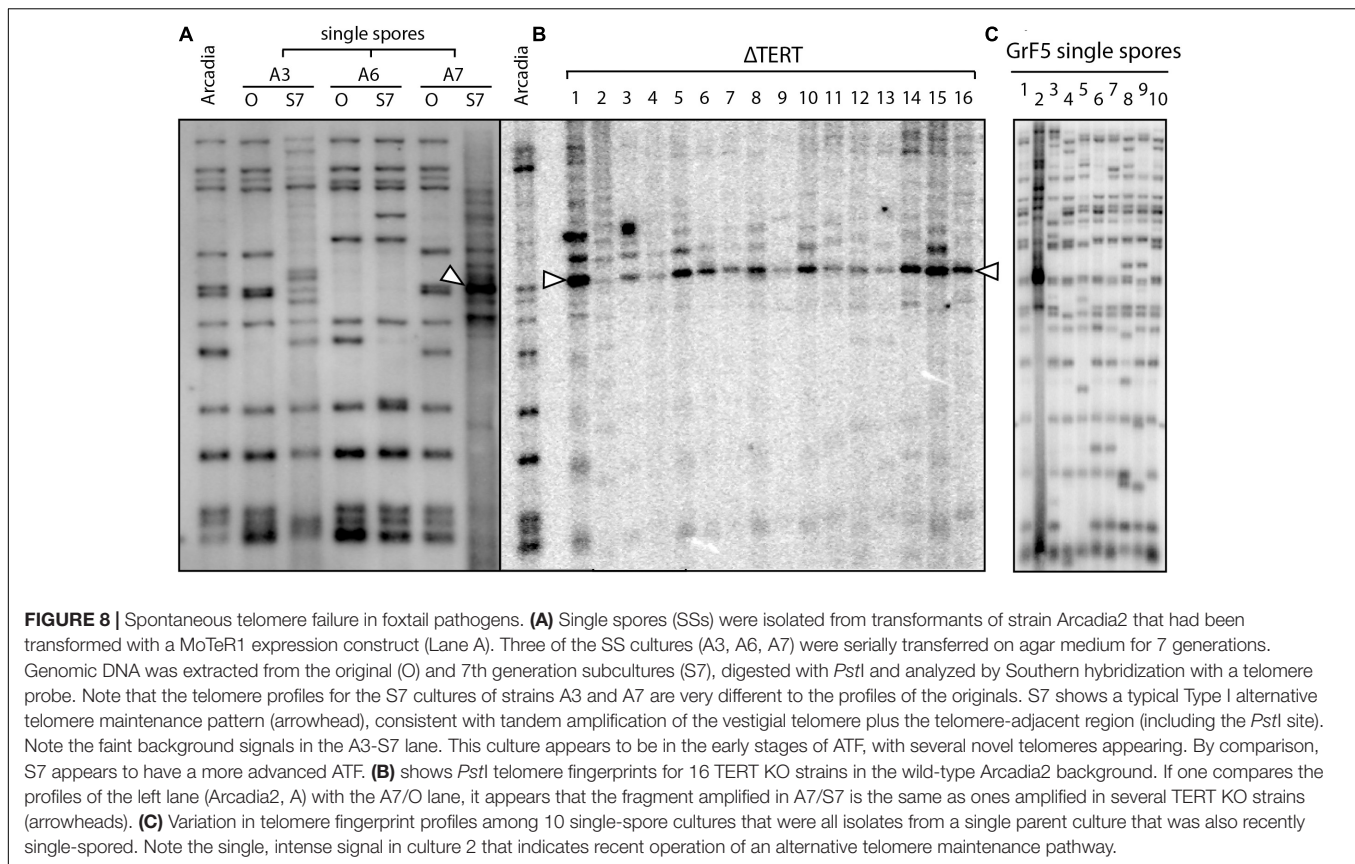 A
single spores
B
C
Arcadia
A3
A6
A7
O
S7
O
S7
O
S7
Arcadia
ΔTERT
1 2 3 4 5 6 7 8 9 10 11 12 13 14 15 16
GrF5 single spores
1 2 3 4 5 6 7 8 9 10
FIGURE 8 | Spontaneous telomere failure in foxtail pathogens. (A) Single spores (SSs) were isolated from transformants of strain Arcadia2 that had been
transformed with a MoTeR1 expression construct (Lane A). Three of the SS cultures (A3, A6, A7) were serially transferred on agar medium for 7 generations.
Genomic DNA was extracted from the original (O) and 7th generation subcultures (S7), digested with PstI and analyzed by Southern hybridization with a telomere
probe. Note that the telomere profiles for the S7 cultures of strains A3 and A7 are very different to the profiles of the originals. S7 shows a typical Type I alternative
telomere maintenance pattern (arrowhead), consistent with tandem amplification of the vestigial telomere plus the telomere-adjacent region (including the PstI site).
Note the faint background signals in the A3-S7 lane. This culture appears to be in the early stages of ATF, with several novel telomeres appearing. By comparison,
S7 appears to have a more advanced ATF. (B) shows PstI telomere fingerprints for 16 TERT KO strains in the wild-type Arcadia2 background. If one compares the
profiles of the left lane (Arcadia2, A) with the A7/O lane, it appears that the fragment amplified in A7/S7 is the same as ones amplified in several TERT KO strains
(arrowheads). (C) Variation in telomere fingerprint profiles among 10 single-spore cultures that were all isolates from a single parent culture that was also recently
single-spored. Note the single, intense signal in culture 2 that indicates recent operation of an alternative telomere maintenance pathway.